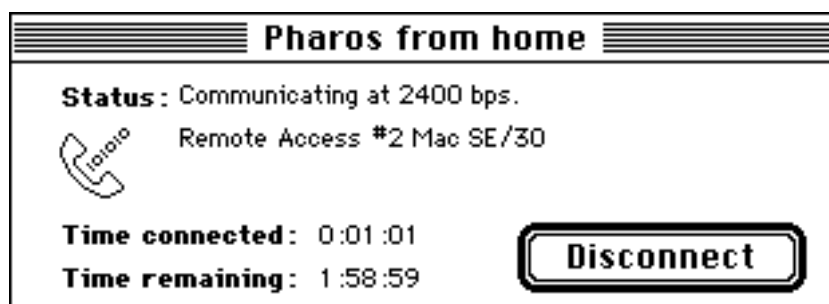 Pharos from home
Status: Communicating at 2400 bps.
Remote Access #2 Mac SE/30
Time connected: 0:01:01
Time remaining: 1:58:59
Disconnect